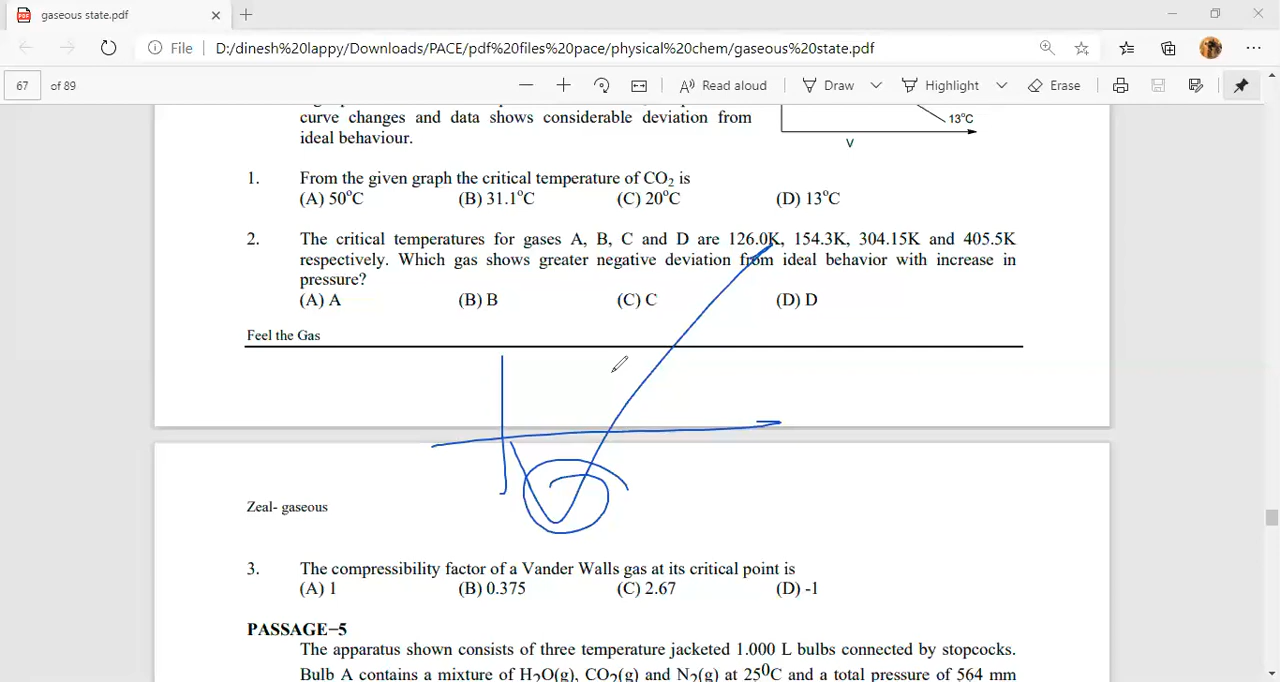 gaseous state.pdf
File D:/dinesh%20lappy/Downloads/PACE/pdf%20files%20pace/physical%20chem/gaseous%20state.pdf
67 of 89 Read aloud Draw Highlight Erase
curve changes and data shows considerable deviation from
ideal behaviour.
13°C
V
1. From the given graph the critical temperature of CO₂ is
(A) 50°C (B) 31.1°C (C) 20°C (D) 13°C
2. The critical temperatures for gases A, B, C and D are 126.0K, 154.3K, 304.15K and 405.5K
respectively. Which gas shows greater negative deviation from ideal behavior with increase in
pressure?
(A) A (B) B (C) C (D) D
Feel the Gas
Zeal- gaseous
3. The compressibility factor of a Vander Walls gas at its critical point is
(A) 1 (B) 0.375 (C) 2.67 (D) -1
PASSAGE–5
The apparatus shown consists of three temperature jacketed 1.000 L bulbs connected by stopcocks.
Bulb A contains a mixture of H₂O(g), CO₂(g) and N₂(g) at 25⁰C and a total pressure of 564 mm